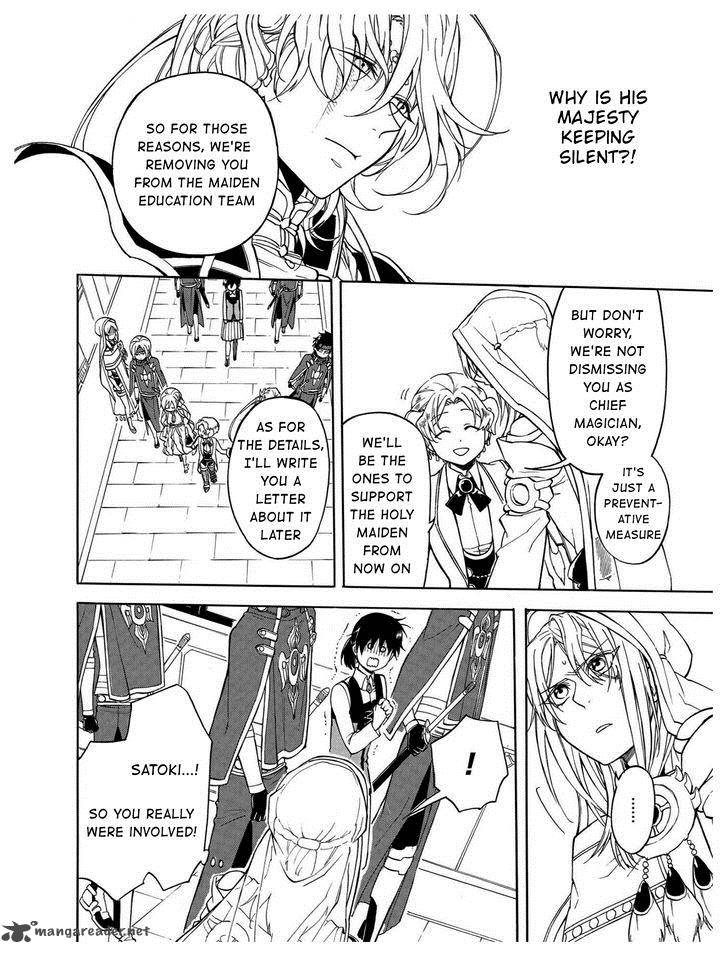 WHY IS HIS
MAJESTY
KEEPING
SILENT?!
SO FOR THOSE
REASONS, WE'RE
REMOVING YOU
FROM THE MAIDEN
EDUCATION TEAM
BUT DON'T
WORRY,
WE'RE NOT
DISMISSING
YOU AS
CHIEF
MAGICIAN,
OKAY?
IT'S
JUST A
PREVENT-
ATIVE
MEASURE
WE'LL
BE THE
ONES TO
SUPPORT
THE HOLY
MAIDEN
FROM
NOW ON
AS FOR
THE DETAILS,
I'LL WRITE
YOU A
LETTER
ABOUT IT
LATER
......
!
SATOKI...!
SO YOU REALLY
WERE INVOLVED!
mangareader.net